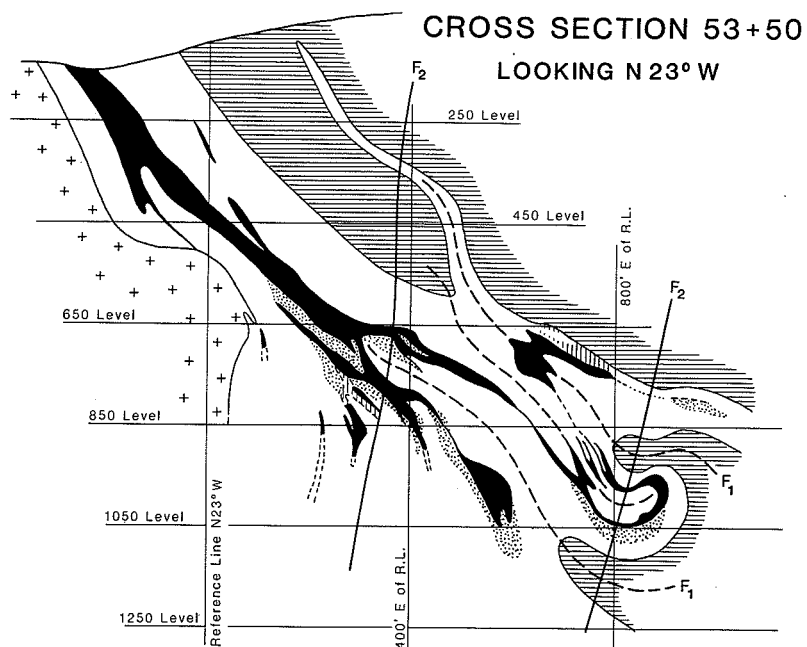 CROSS SECTION 53+50
LOOKING N 23° W
F2
250 Level
450 Level
800' E of R.L.
F2
650 Level
850 Level
F1
1050 Level
Reference Line N23°W
400' E of R.L.
F1
1250 Level